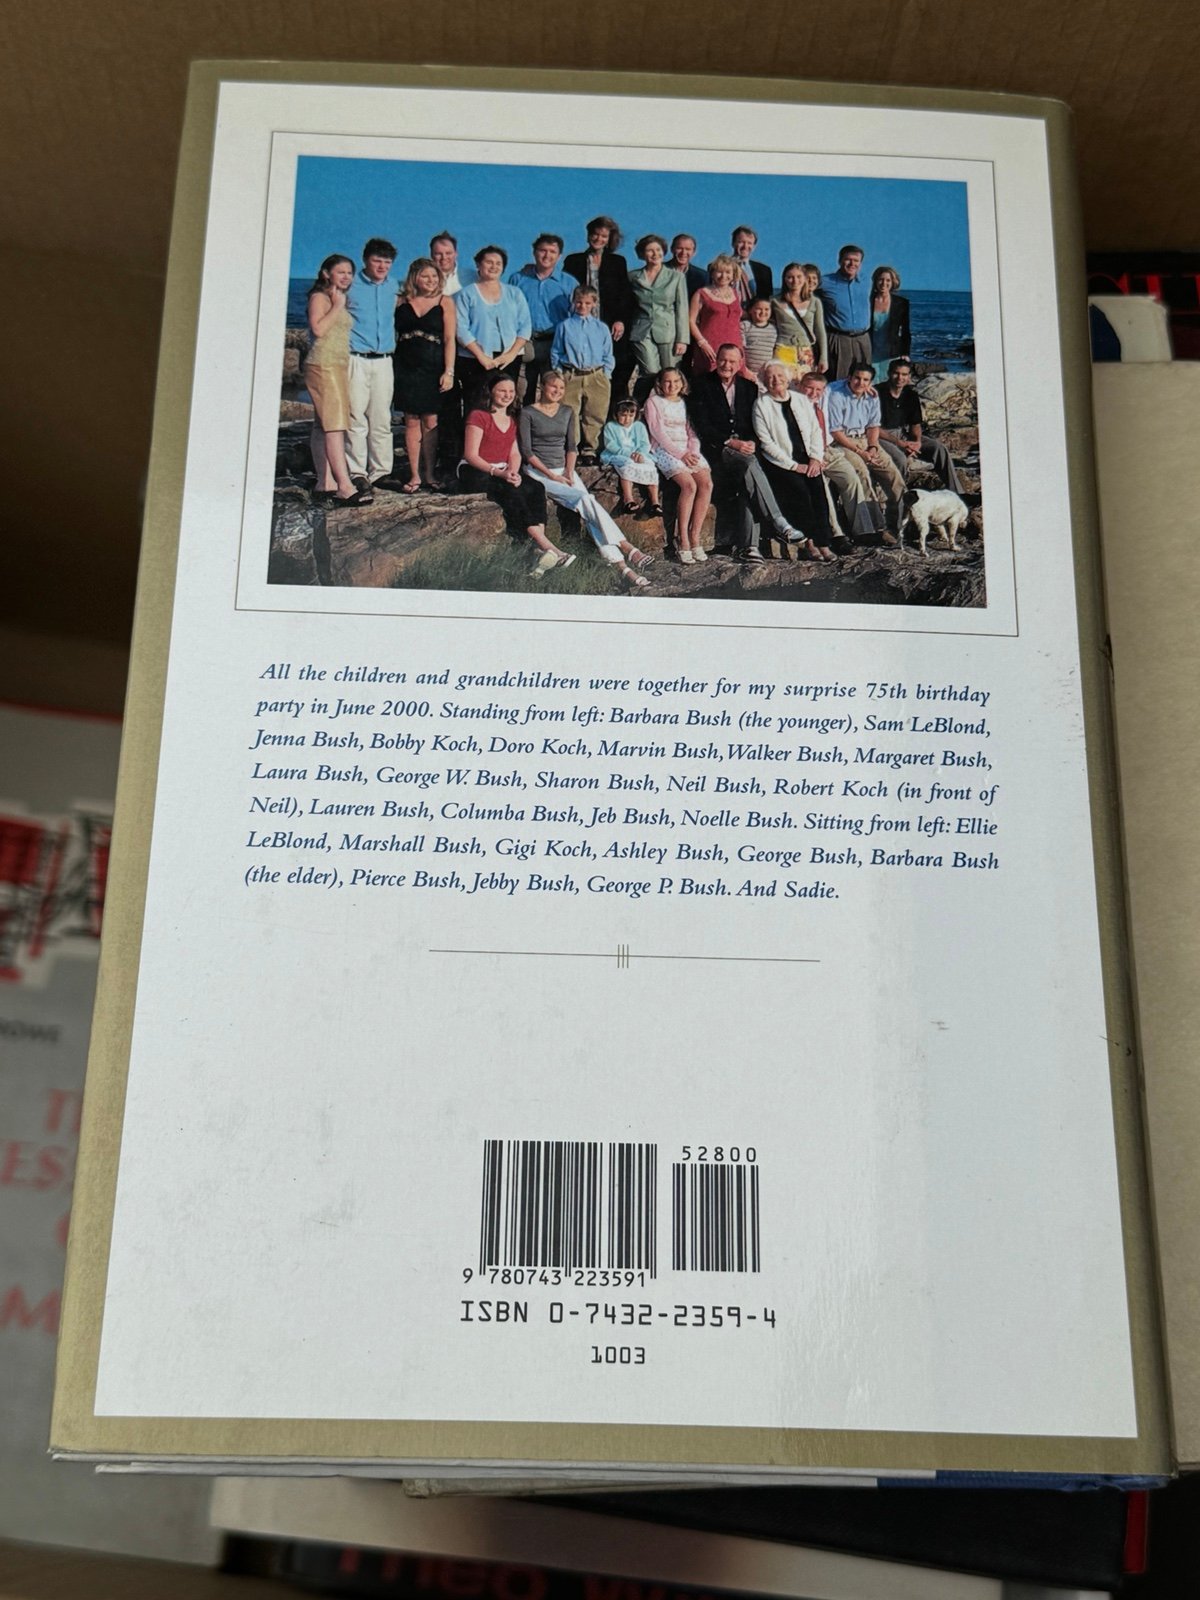 All the children and grandchildren were together for my surprise 75th birthday
party in June 2000. Standing from left: Barbara Bush (the younger), Sam LeBlond,
Jenna Bush, Bobby Koch, Doro Koch, Marvin Bush, Walker Bush, Margaret Bush,
Laura Bush, George W. Bush, Sharon Bush, Neil Bush, Robert Koch (in front of
Neil), Lauren Bush, Columba Bush, Jeb Bush, Noelle Bush. Sitting from left: Ellie
LeBlond, Marshall Bush, Gigi Koch, Ashley Bush, George Bush, Barbara Bush
(the elder), Pierce Bush, Jebby Bush, George P. Bush. And Sadie.
52800
9 780743 223591
ISBN 0-7432-2359-4
1003